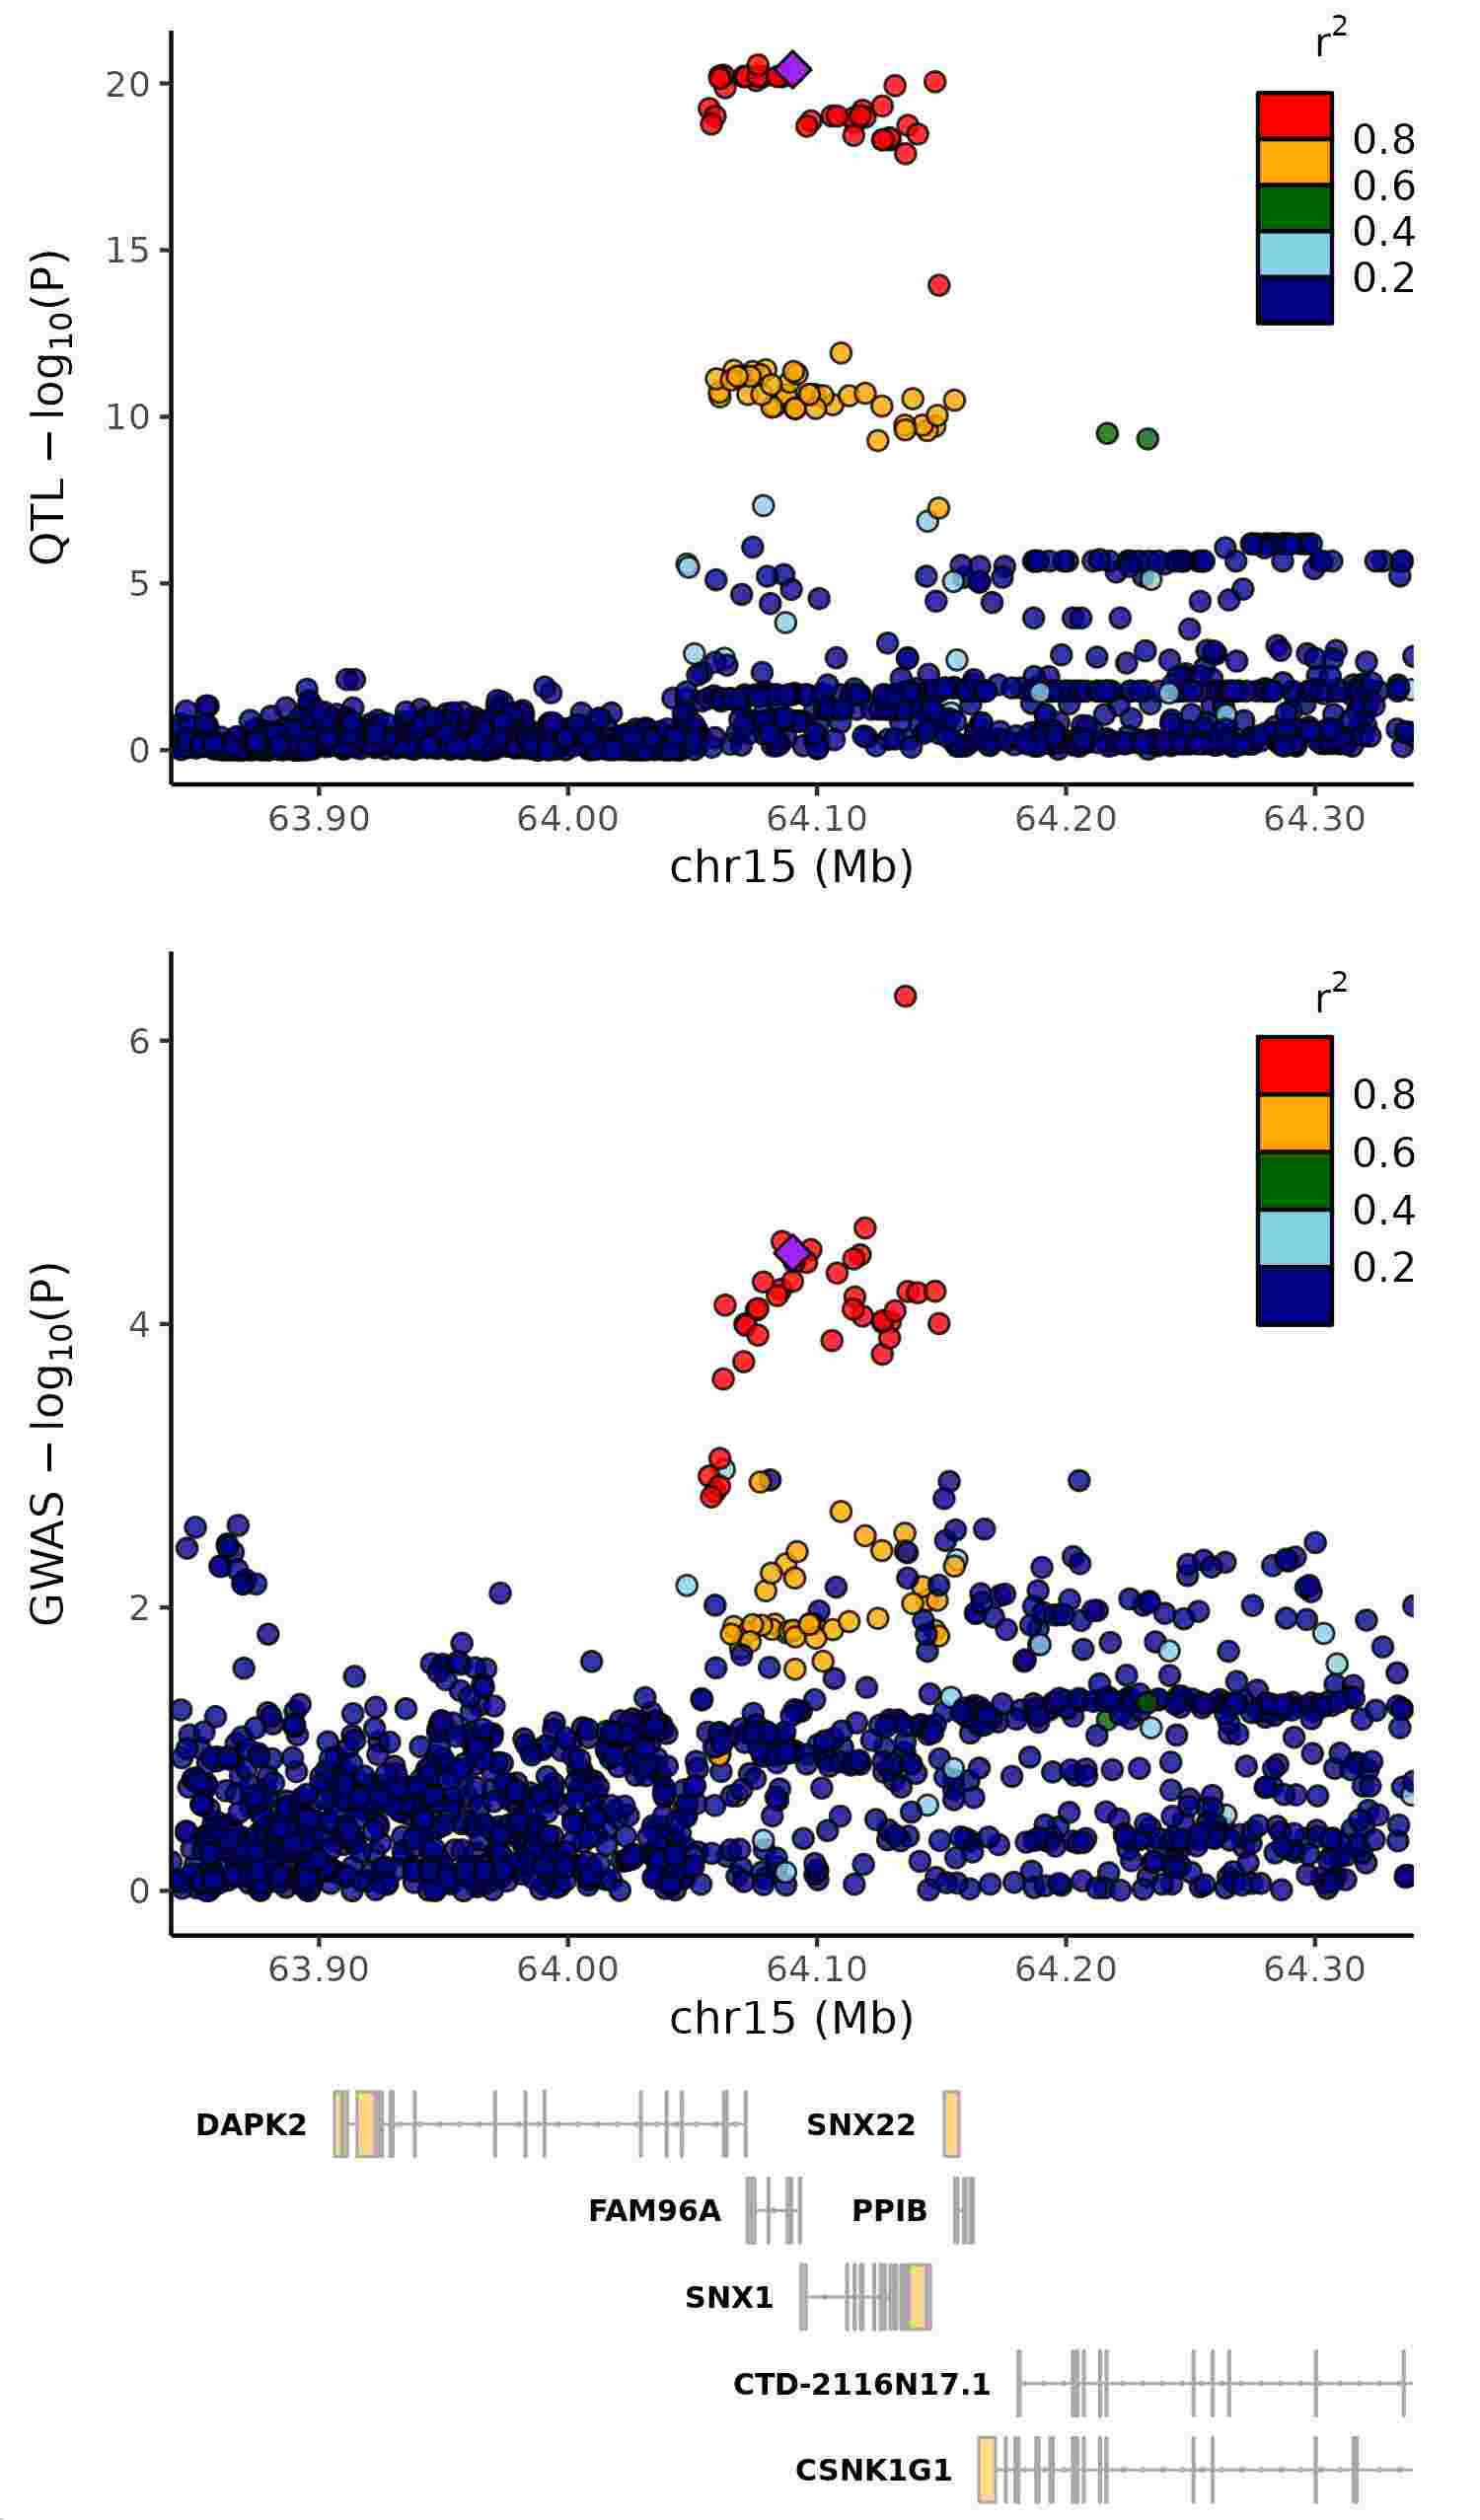 r2
20
15
10
5
0
0.8
0.6
0.4
0.2
QTL − log10(P)
63.90 64.00 64.10 64.20 64.30
chr15 (Mb)
r2
6
4
2
0
0.8
0.6
0.4
0.2
GWAS − log10(P)
63.90 64.00 64.10 64.20 64.30
chr15 (Mb)
DAPK2 SNX22
FAM96A PPIB
SNX1
CTD-2116N17.1
CSNK1G1